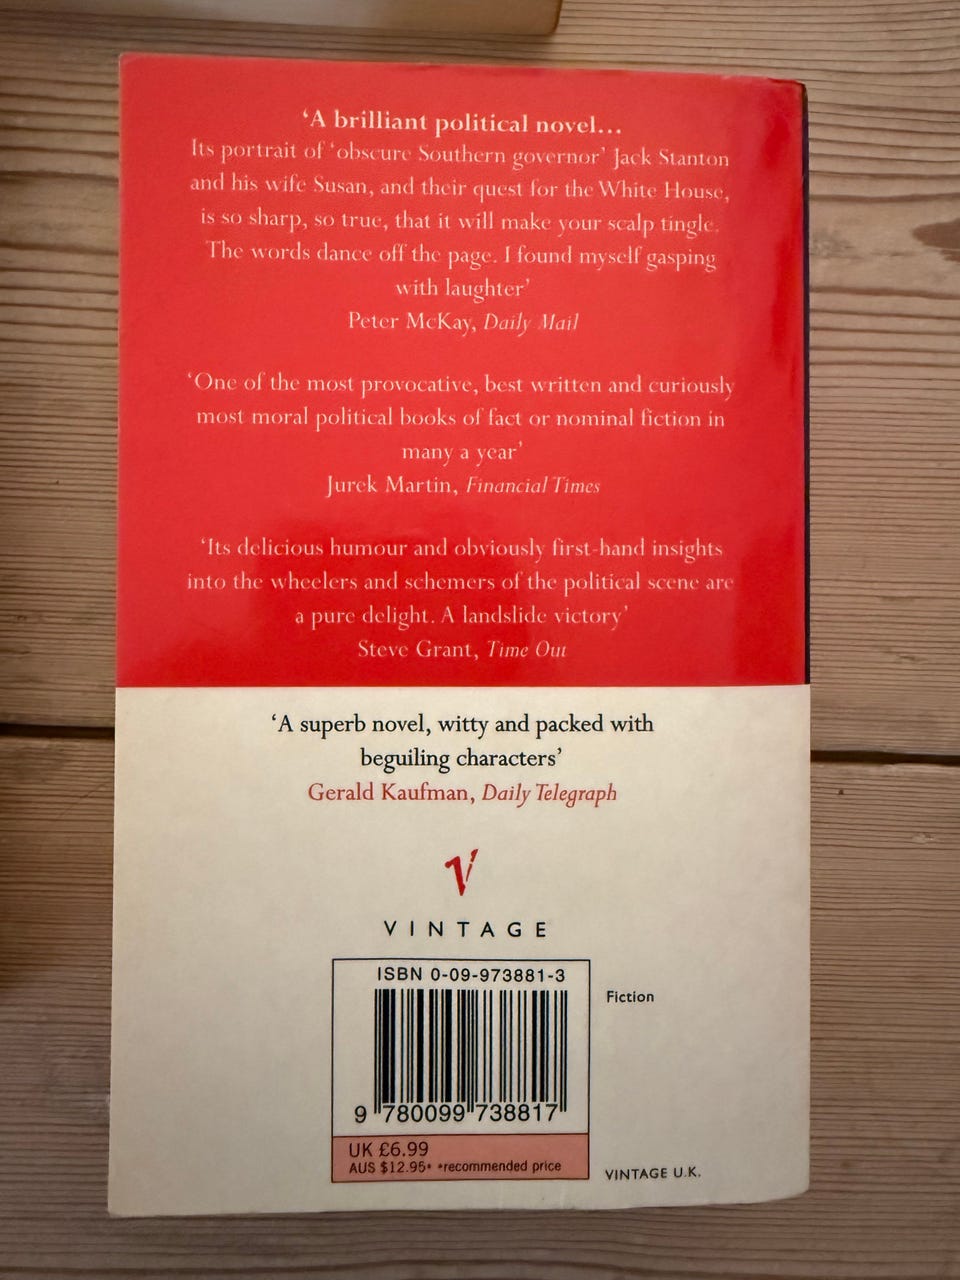 ‘A brilliant political novel...
Its portrait of ‘obscure Southern governor’ Jack Stanton
and his wife Susan, and their quest for the White House,
is so sharp, so true, that it will make your scalp tingle.
The words dance off the page. I found myself gasping
with laughter’
Peter McKay, Daily Mail
‘One of the most provocative, best written and curiously
most moral political books of fact or nominal fiction in
many a year’
Jurek Martin, Financial Times
‘Its delicious humour and obviously first-hand insights
into the wheelers and schemers of the political scene are
a pure delight. A landslide victory’
Steve Grant, Time Out
‘A superb novel, witty and packed with
beguiling characters’
Gerald Kaufman, Daily Telegraph
VINTAGE
ISBN 0-09-973881-3
Fiction
9 780099 738817
UK £6.99
AUS $12.95* *recommended price
VINTAGE U.K.